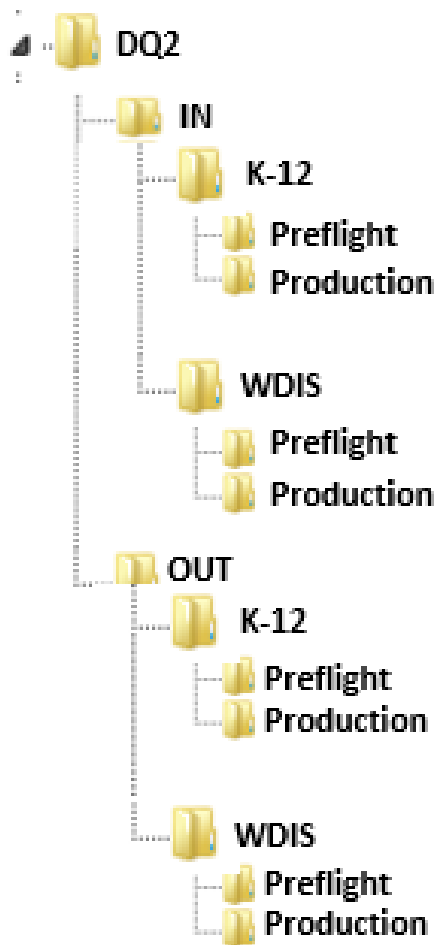 DQ2
IN
K-12
Preflight
Production
WDIS
Preflight
Production
OUT
K-12
Preflight
Production
WDIS
Preflight
Production